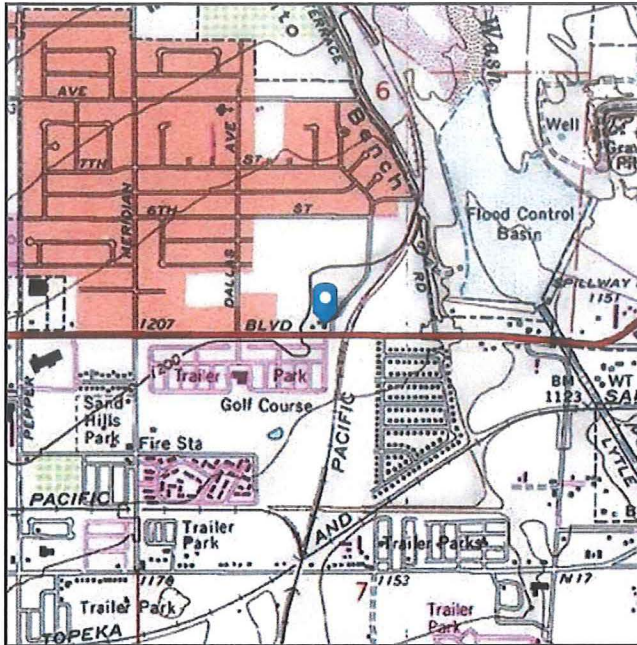 TERRACE
Wash
6
AVE
Bench
Well
AVE
7TH
ST
MERIDIAN
6TH
ST
Flood Control
Basin
DALLAS
RD
SPILLWAY
1151
1207
BLVD
1200
Trailer
Park
PEPPER
Sand
Hills
Park
Golf Course
BM
1123
WT
PACIFIC
Fire Sta
LYTLE
PACIFIC
AND
Trailer
Park
Trailer Parks
1176
1153
N17
7
Trailer Park
Trailer
Park
TOPEKA